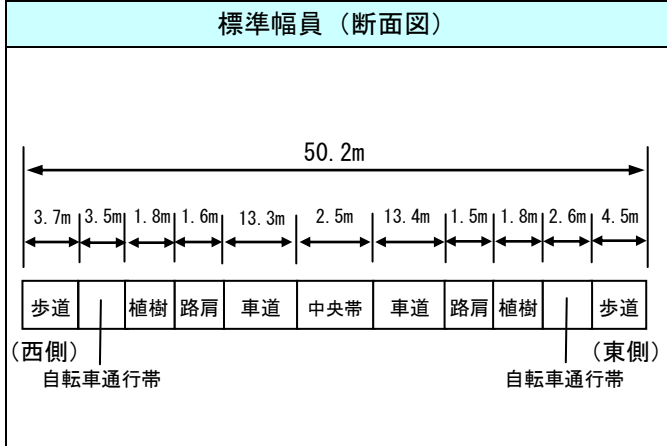 標準幅員（断面図）
50.2m
3.7m 3.5m 1.8m 1.6m 13.3m 2.5m 13.4m 1.5m 1.8m 2.6m 4.5m
歩道 植樹 路肩 車道 中央帯 車道 路肩 植樹 歩道
（西側） （東側）
自転車通行帯 自転車通行帯